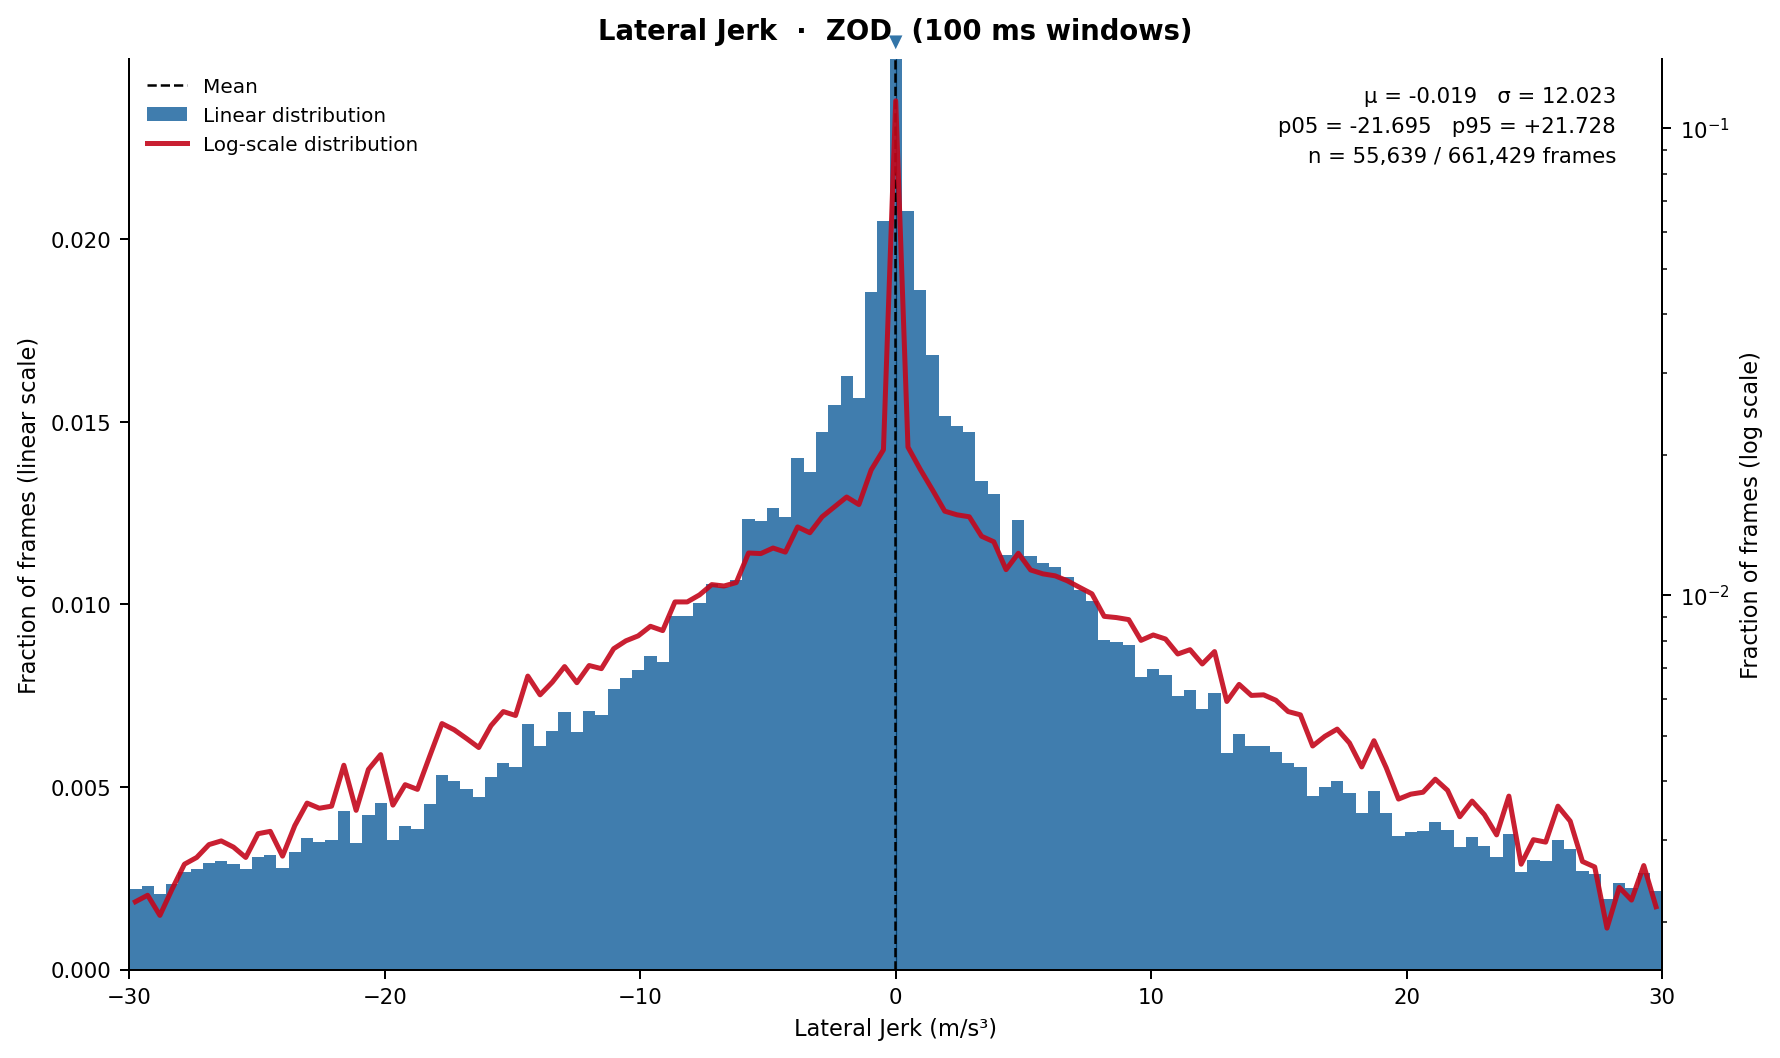 Lateral Jerk · ZOD (100 ms windows)
Mean
Linear distribution
Log-scale distribution
μ = -0.019 σ = 12.023
p05 = -21.695 p95 = +21.728
n = 55,639 / 661,429 frames
Fraction of frames (linear scale)
0.020
0.015
0.010
0.005
0.000
10⁻¹
10⁻²
Fraction of frames (log scale)
−30
−20
−10
0
10
20
30
Lateral Jerk (m/s³)